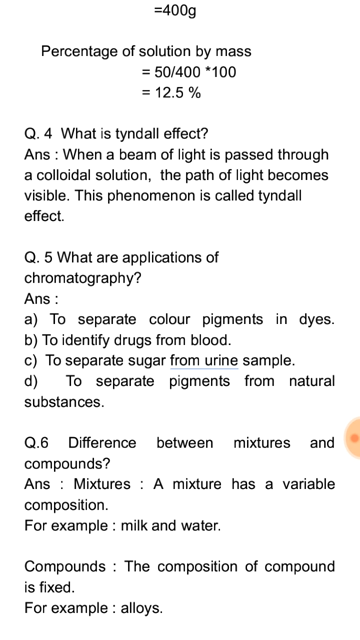 =400g
Percentage of solution by mass
= 50/400 *100
= 12.5 %
Q. 4 What is tyndall effect?
Ans : When a beam of light is passed through
a colloidal solution, the path of light becomes
visible. This phenomenon is called tyndall
effect.
Q. 5 What are applications of
chromatography?
Ans :
a) To separate colour pigments in dyes.
b) To identify drugs from blood.
c) To separate sugar from urine sample.
d) To separate pigments from natural
substances.
Q.6 Difference between mixtures and
compounds?
Ans : Mixtures : A mixture has a variable
composition.
For example : milk and water.
Compounds : The composition of compound
is fixed.
For example : alloys.